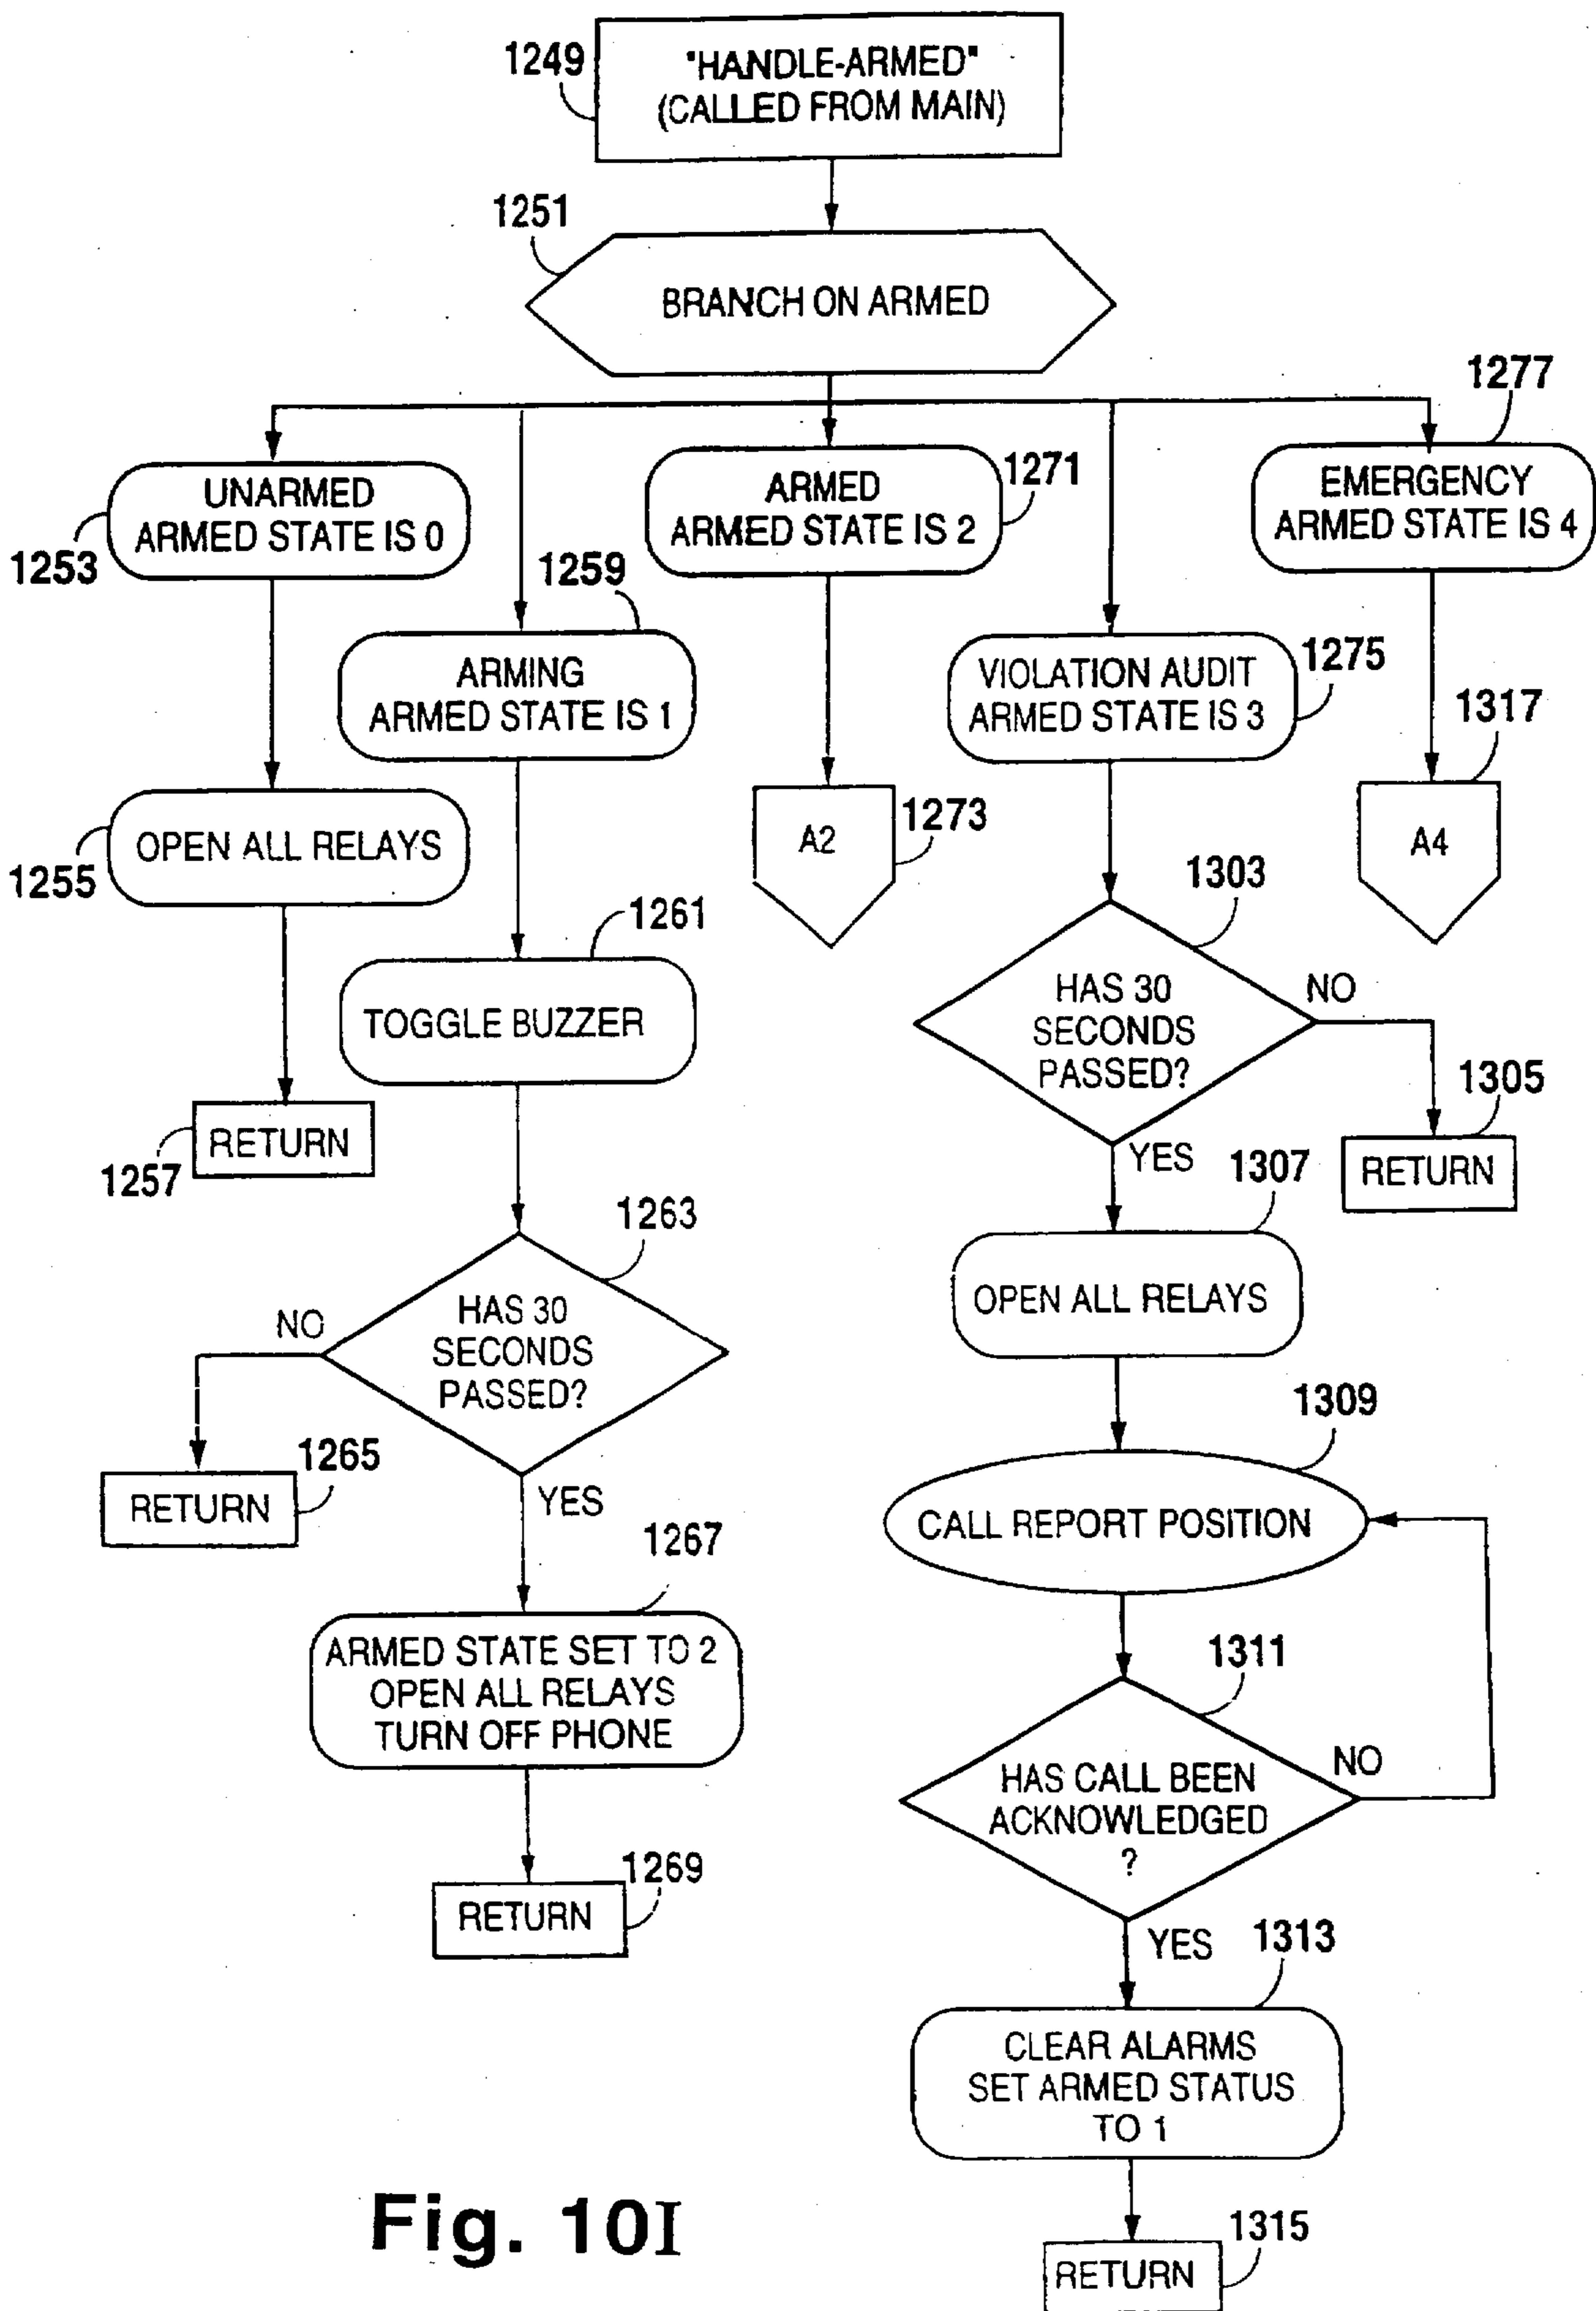 1249
"HANDLE-ARMED"
(CALLED FROM MAIN)
1251
BRANCH ON ARMED
1277
UNARMED
ARMED STATE IS 0
1253
ARMED
ARMED STATE IS 2
1271
EMERGENCY
ARMED STATE IS 4
1259
ARMING
ARMED STATE IS 1
VIOLATION AUDIT
ARMED STATE IS 3
1275
1317
OPEN ALL RELAYS
1255
A2
1273
A4
1261
TOGGLE BUZZER
1303
HAS 30
SECONDS
PASSED?
NO
1305
RETURN
YES
RETURN
1257
1263
HAS 30
SECONDS
PASSED?
NO
1265
RETURN
YES
1307
OPEN ALL RELAYS
1309
CALL REPORT POSITION
1267
ARMED STATE SET TO 2
OPEN ALL RELAYS
TURN OFF PHONE
1269
RETURN
1311
HAS CALL BEEN
ACKNOWLEDGED
?
NO
YES
1313
CLEAR ALARMS
SET ARMED STATUS
TO 1
1315
RETURN
Fig. 10I